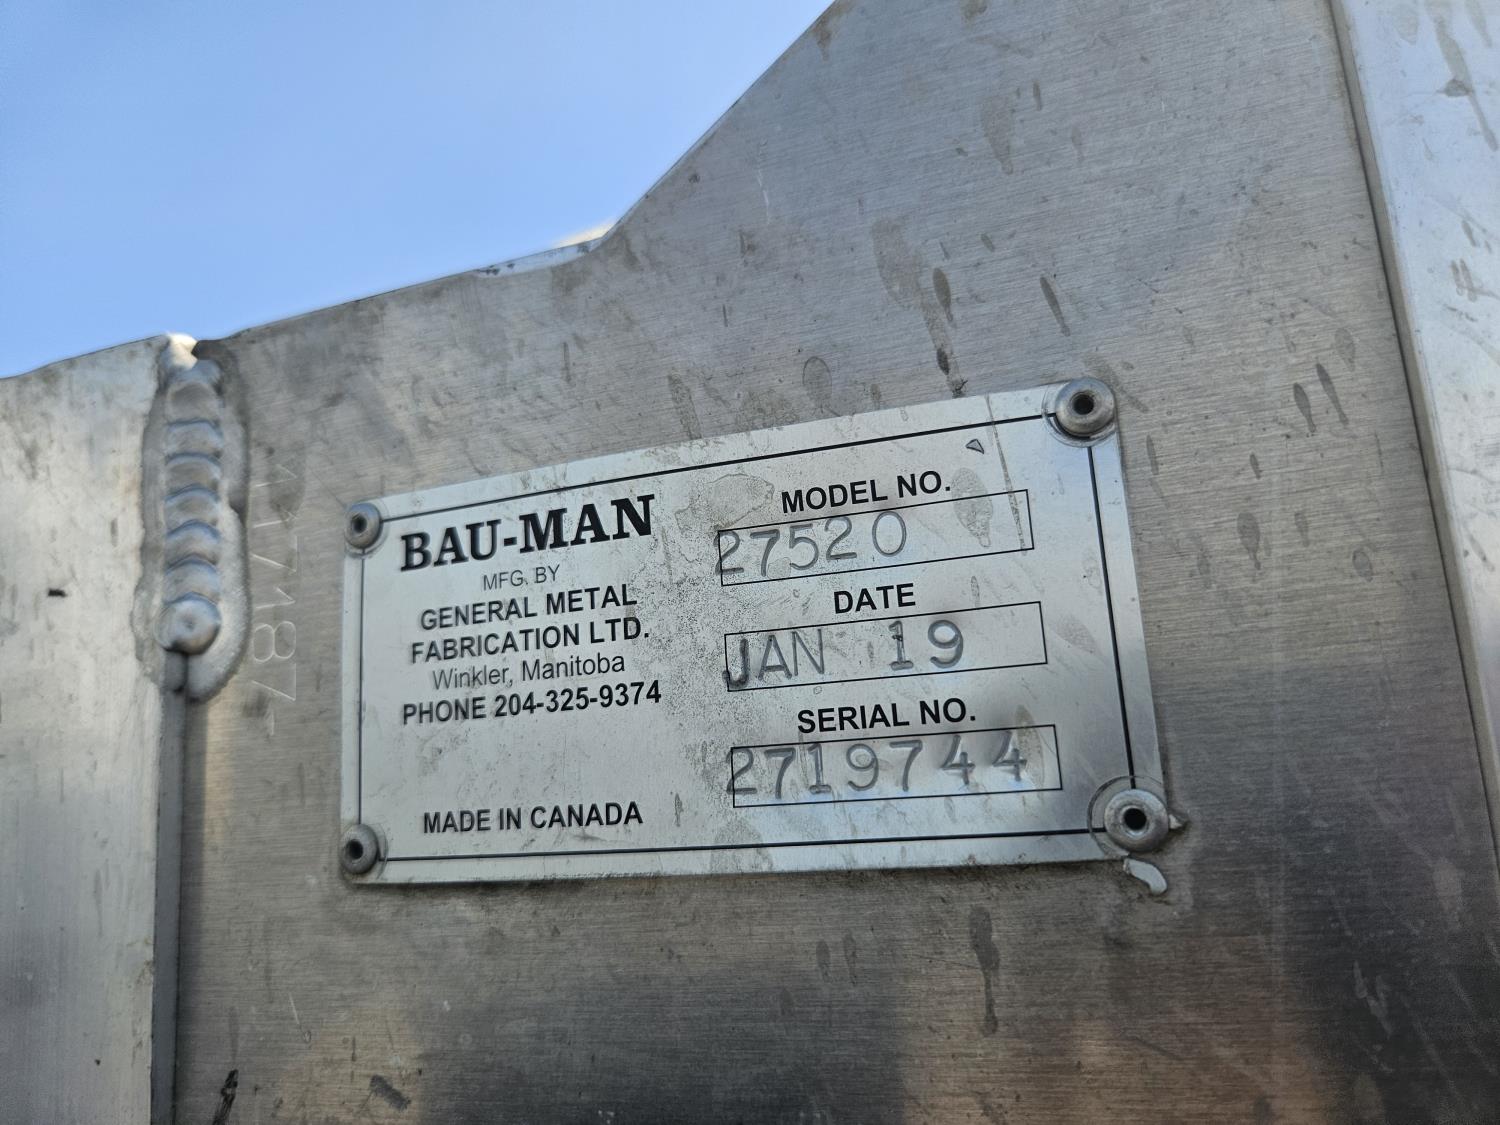 BAU-MAN
MFG. BY
GENERAL METAL
FABRICATION LTD.
Winkler, Manitoba
PHONE 204-325-9374
MADE IN CANADA
MODEL NO.
27520
DATE
JAN 19
SERIAL NO.
2719744